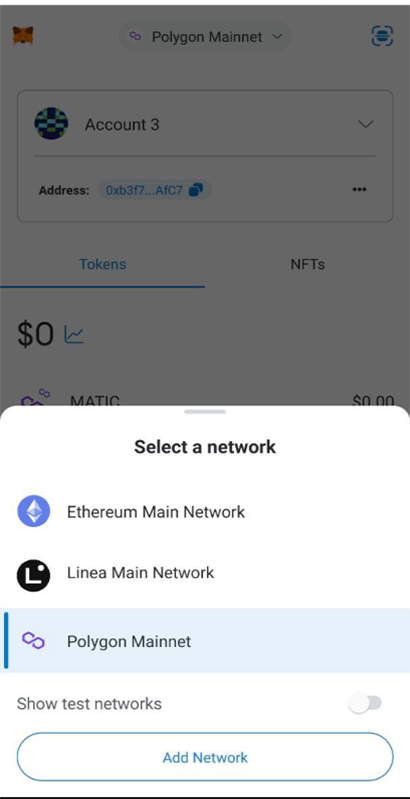 Polygon Mainnet
Account 3
Address: 0xb3f7...AfC7
Tokens NFTs
$0
MATIC $0.00
Select a network
Ethereum Main Network
Linea Main Network
Polygon Mainnet
Show test networks
Add Network